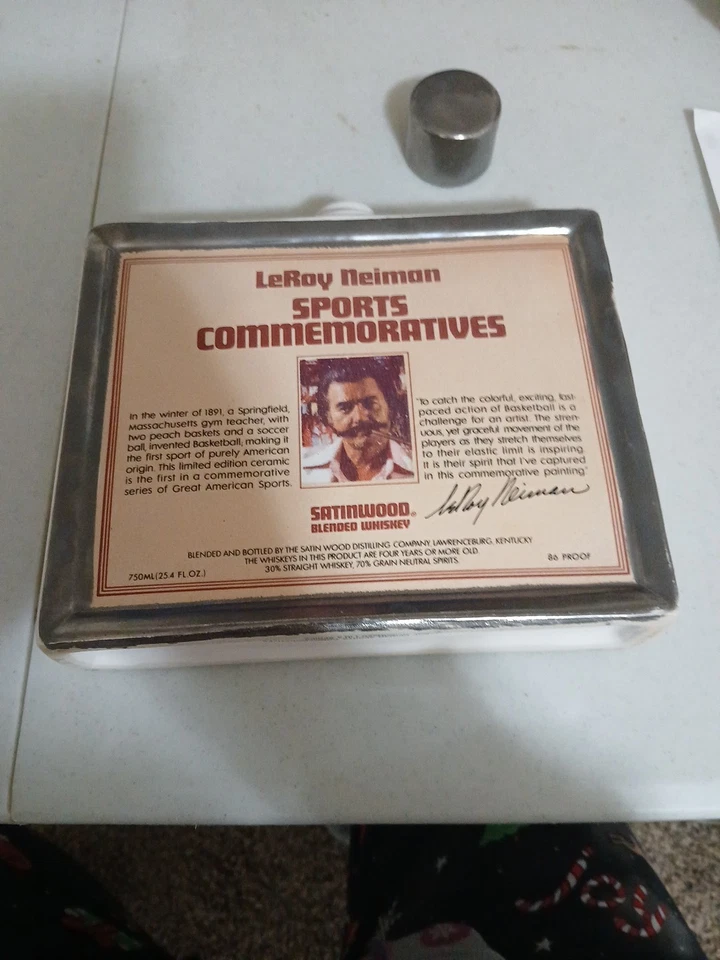 LeRoy Neiman
SPORTS
COMMEMORATIVES
In the winter of 1891, a Springfield,
Massachusetts gym teacher, with
two peach baskets and a soccer
ball, invented Basketball, making it
the first sport of purely American
origin. This limited edition ceramic
is the first in a commemorative
series of Great American Sports.
"To catch the colorful, exciting, fast-
paced action of Basketball is a
challenge for an artist. The stren-
uous, yet graceful movement of the
players as they stretch themselves
to their elastic limit is inspiring.
It is their spirit that I've captured
in this commemorative painting."
LeRoy Neiman
SATINWOOD®
BLENDED WHISKEY
BLENDED AND BOTTLED BY THE SATIN WOOD DISTILLING COMPANY, LAWRENCEBURG, KENTUCKY
THE WHISKEYS IN THIS PRODUCT ARE FOUR YEARS OR MORE OLD.
30% STRAIGHT WHISKEY, 70% GRAIN NEUTRAL SPIRITS.
750ML (25.4 FL OZ.)
86 PROOF
Joy